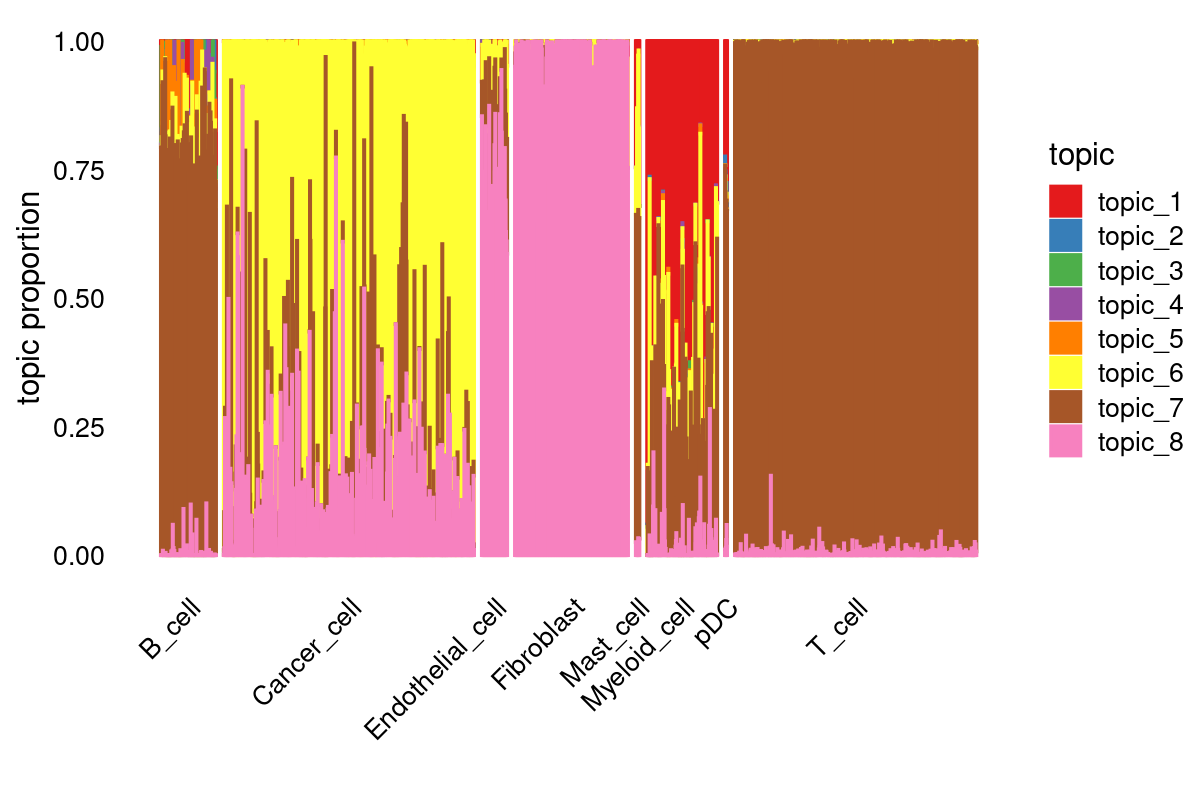 1.00
0.75
0.50
0.25
0.00
topic proportion
B_cell
Cancer_cell
Endothelial_cell
Fibroblast
Mast_cell
Myeloid_cell
pDC
T_cell
topic
topic_1
topic_2
topic_3
topic_4
topic_5
topic_6
topic_7
topic_8